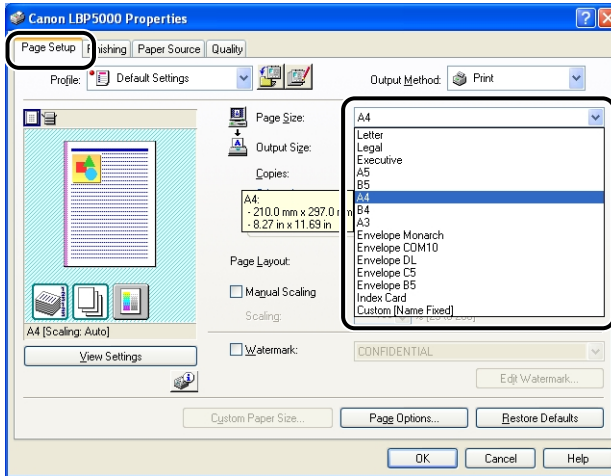 Canon LBP5000 Properties
Page Setup Finishing Paper Source Quality
Profile: Default Settings Output Method: Print
Page Size: A4
Output Size:
Copies:
Letter
Legal
Executive
A5
B5
A4
B4
A3
Envelope Monarch
Envelope COM10
Envelope DL
Envelope C5
Envelope B5
Index Card
Custom [Name Fixed]
A4:
- 210.0 mm x 297.0 mm
- 8.27 in x 11.69 in
Page Layout:
Manual Scaling
Scaling:
A4 [Scaling: Auto]
View Settings
Watermark: CONFIDENTIAL
Edit Watermark...
Custom Paper Size... Page Options... Restore Defaults
OK Cancel Help